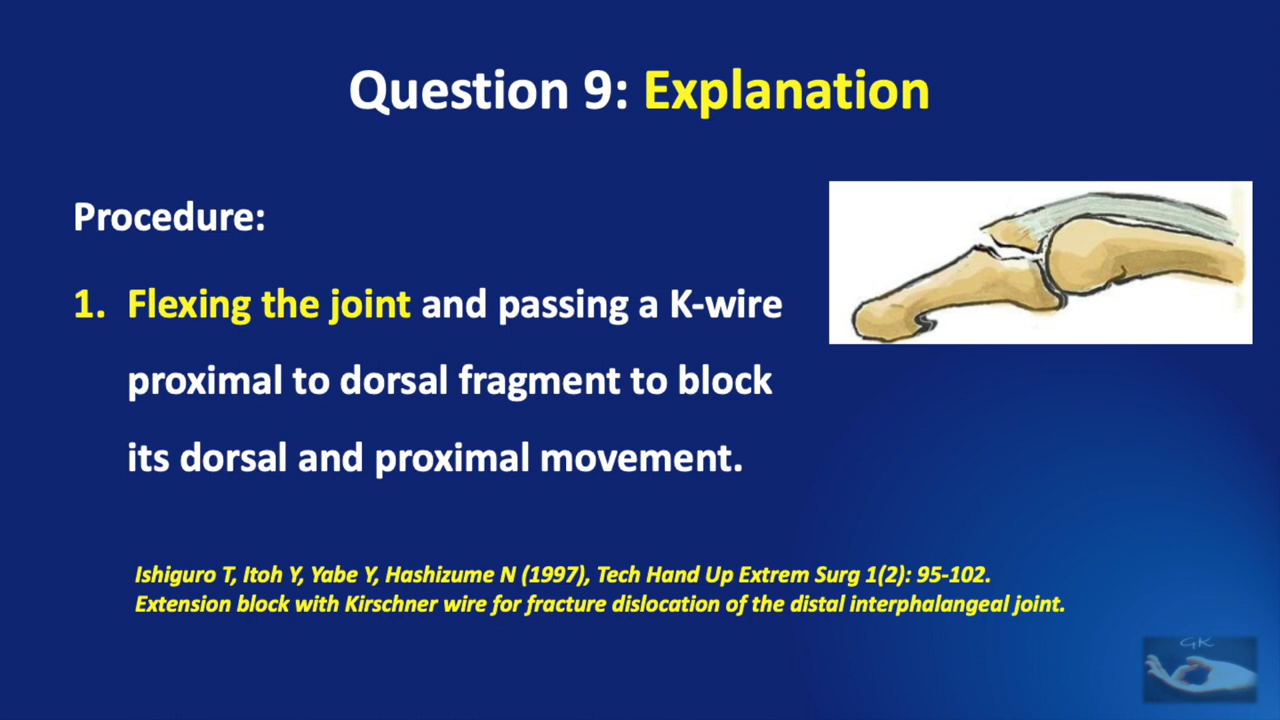 Question 9: Explanation
Procedure:
1. Flexing the joint and passing a K-wire
proximal to dorsal fragment to block
its dorsal and proximal movement.
Ishiguro T, Itoh Y, Yabe Y, Hashizume N (1997), Tech Hand Up Extrem Surg 1(2): 95-102.
Extension block with Kirschner wire for fracture dislocation of the distal interphalangeal joint.
GK